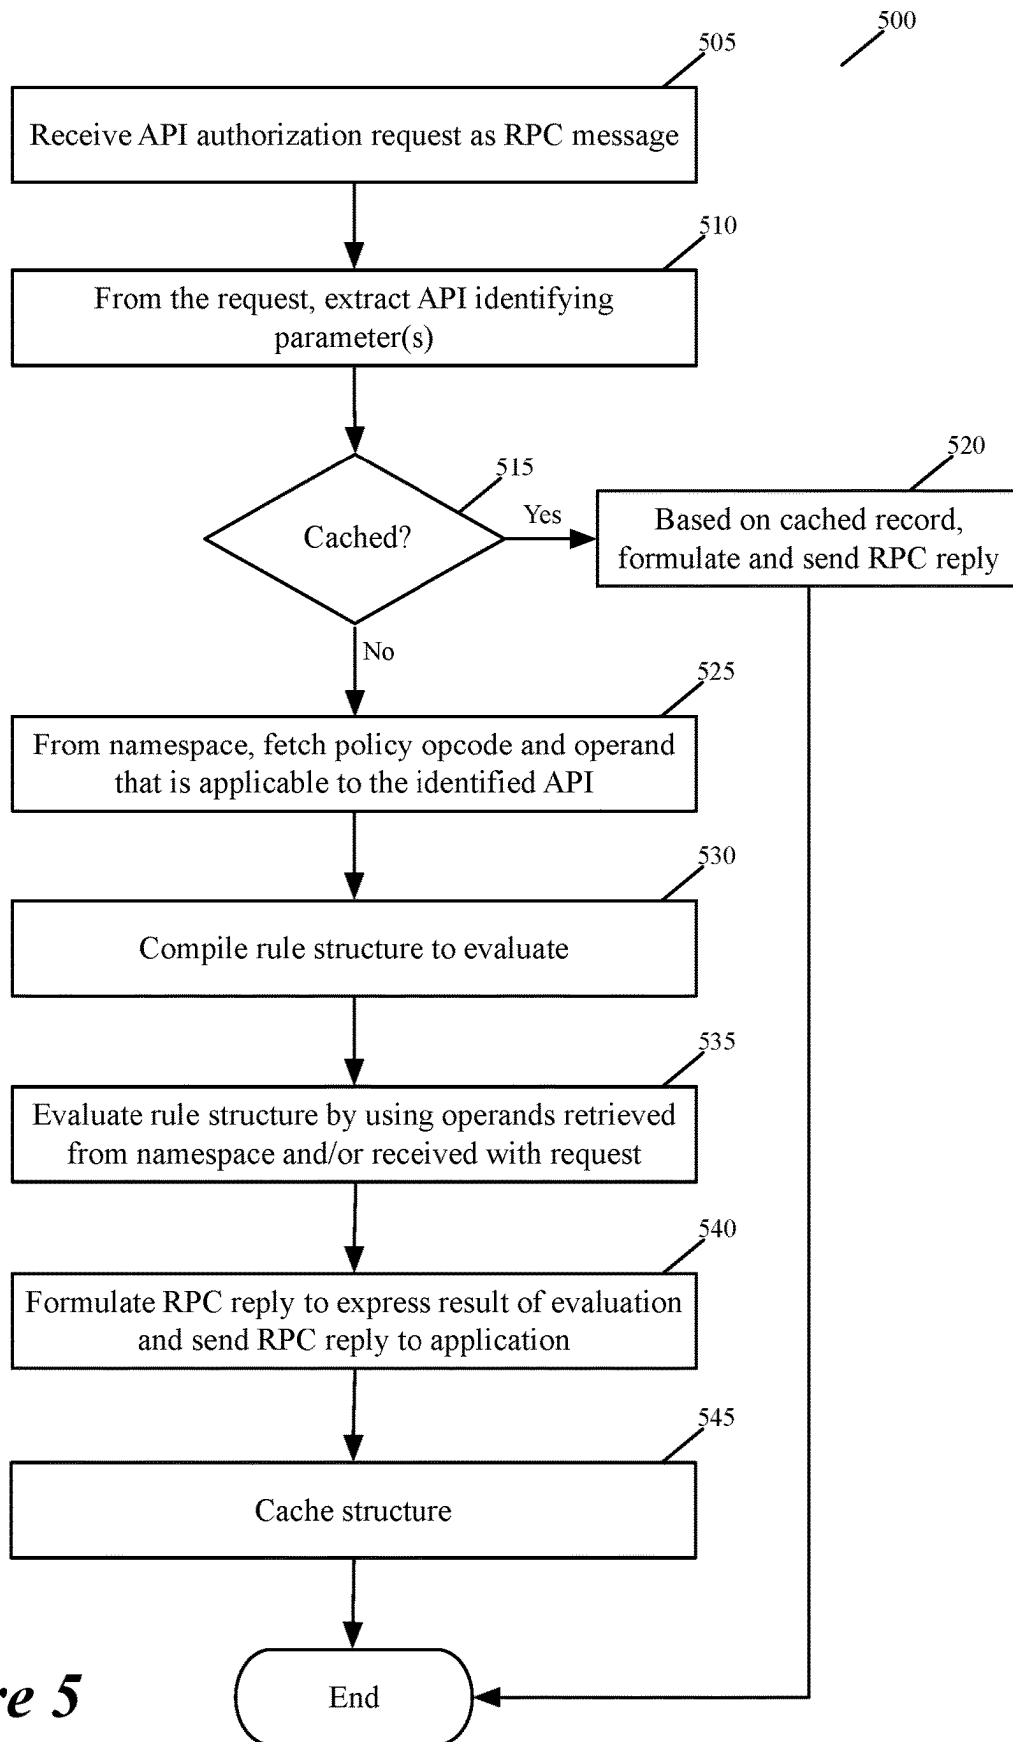 500
505
Receive API authorization request as RPC message
510
From the request, extract API identifying
parameter(s)
515
Cached?
Yes
520
Based on cached record,
formulate and send RPC reply
No
525
From namespace, fetch policy opcode and operand
that is applicable to the identified API
530
Compile rule structure to evaluate
535
Evaluate rule structure by using operands retrieved
from namespace and/or received with request
540
Formulate RPC reply to express result of evaluation
and send RPC reply to application
545
Cache structure
End
re 5